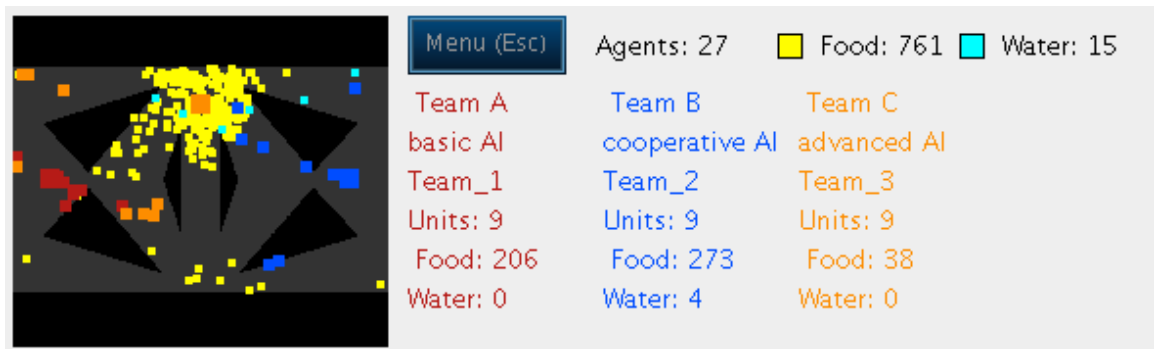 Menu (Esc) Agents: 27 Food: 761 Water: 15
Team A Team B Team C
basic AI cooperative AI advanced AI
Team_1 Team_2 Team_3
Units: 9 Units: 9 Units: 9
Food: 206 Food: 273 Food: 38
Water: 0 Water: 4 Water: 0